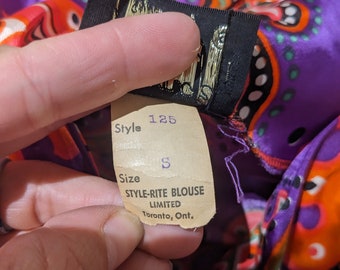 Style 125
Size S
STYLE-RITE BLOUSE
LIMITED
Toronto, Ont.